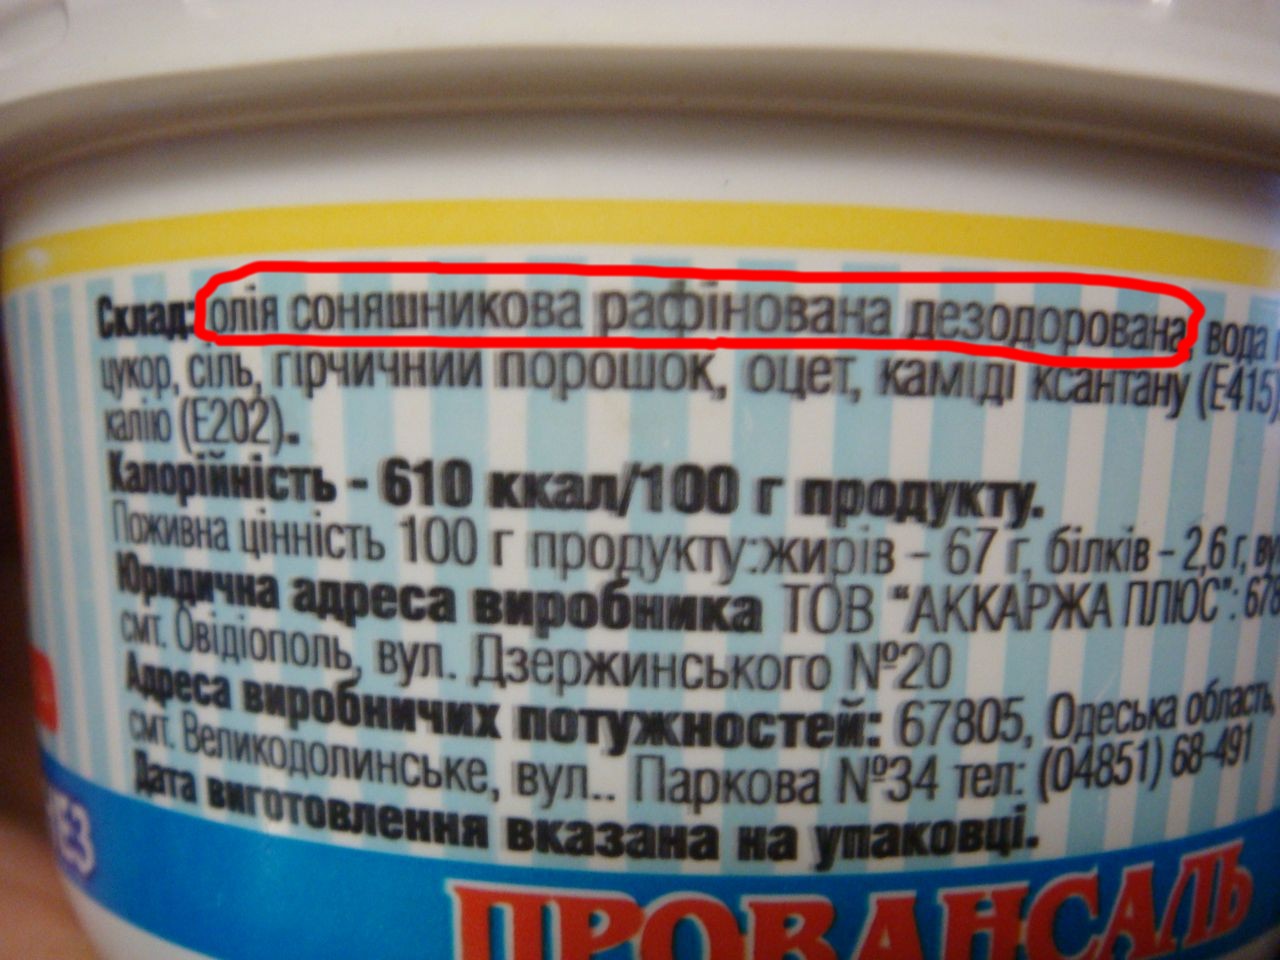 Склад: олія соняшникова рафінована дезодорована, вода
цукор, сіль, гірчичний порошок, оцет, каміді ксантану (Е415)
калію (Е202).
Калорійність - 610 ккал/100 г продукту.
Поживна цінність 100 г продукту:жирів – 67 г, білків – 2,6 г, ву
Юридична адреса виробника ТОВ "АККАРЖА ПЛЮС": 678
смт. Овідіополь, вул. Дзержинського №20
Адреса виробничих потужностей: 67805, Одеська область,
смт. Великодолинське, вул.. Паркова №34 тел: (04851) 68-491
Дата виготовлення вказана на упаковці.
ПРОВАНСАЛЬ